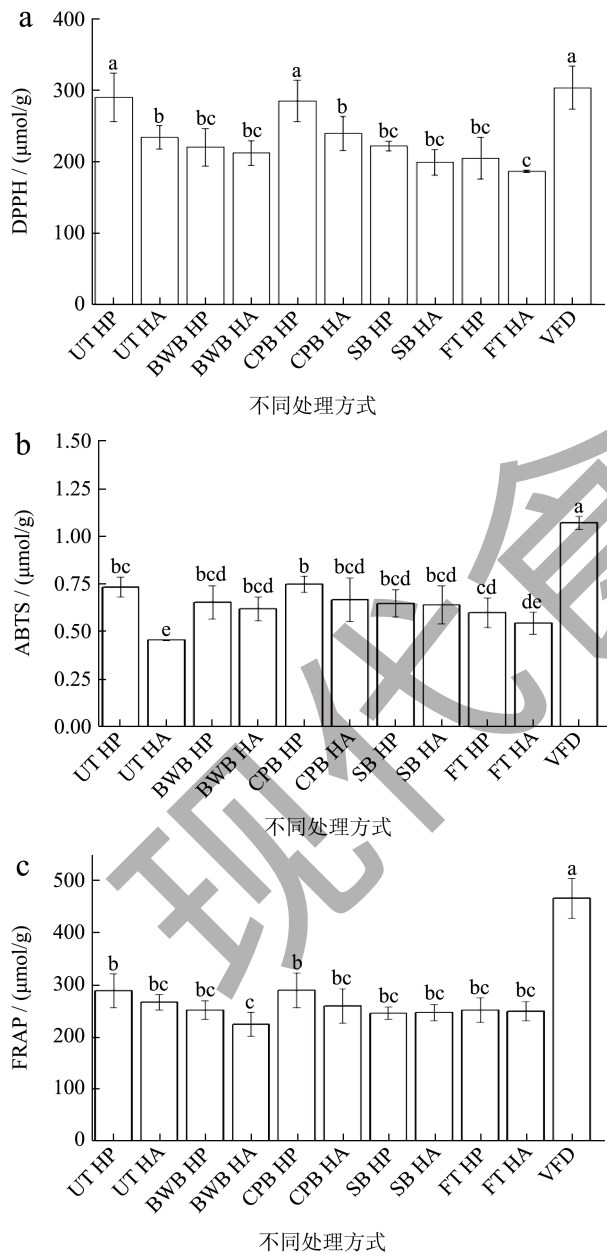 a
400
300
200
100
0
DPPH / (μmol/g)
a
b
bc
bc
a
b
bc
bc
bc
c
a
UT HP
UT HA
BWB HP
BWB HA
CPB HP
CPB HA
SB HP
SB HA
FT HP
FT HA
VFD
不同处理方式
b
1.50
1.25
1.00
0.75
0.50
0.25
0.00
ABTS / (μmol/g)
bc
e
bcd
bcd
b
bcd
bcd
bcd
cd
de
a
UT HP
UT HA
BWB HP
BWB HA
CPB HP
CPB HA
SB HP
SB HA
FT HP
FT HA
VFD
不同处理方式
c
500
400
300
200
100
0
FRAP / (μmol/g)
b
bc
bc
c
b
bc
bc
bc
bc
bc
a
UT HP
UT HA
BWB HP
BWB HA
CPB HP
CPB HA
SB HP
SB HA
FT HP
FT HA
VFD
不同处理方式
现代食